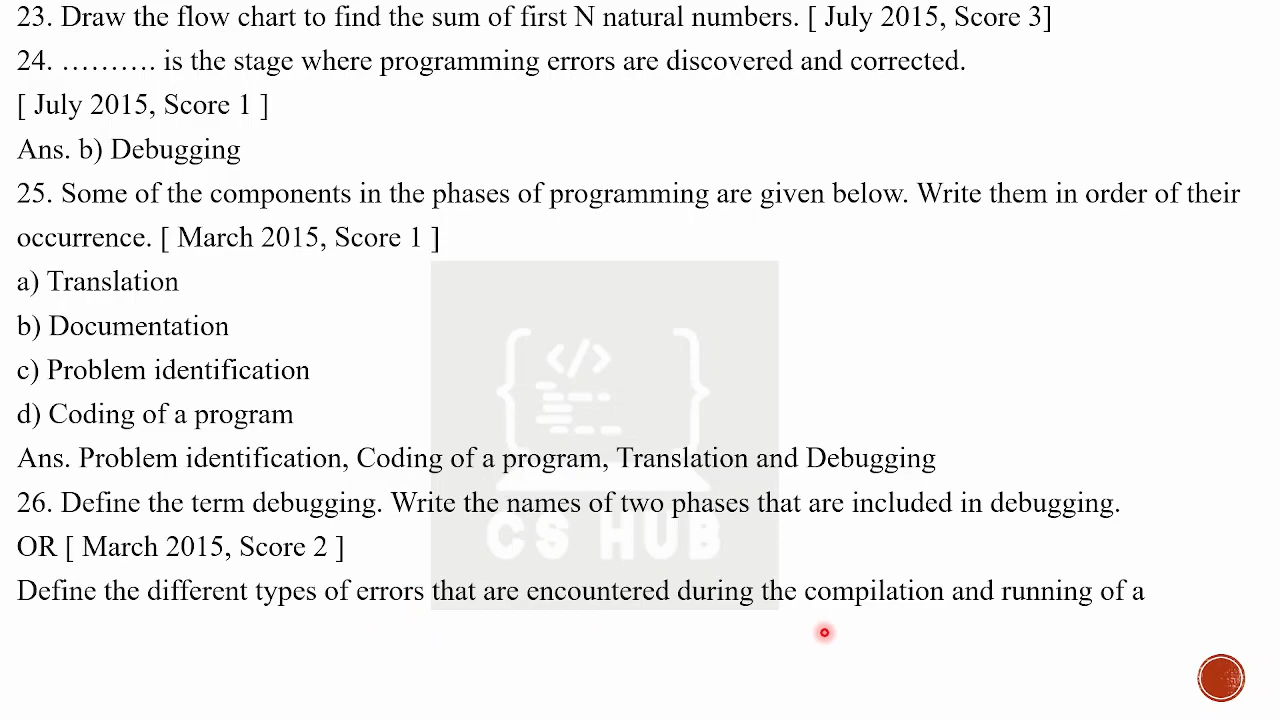 23. Draw the flow chart to find the sum of first N natural numbers. [ July 2015, Score 3]
24. ………. is the stage where programming errors are discovered and corrected.
[ July 2015, Score 1 ]
Ans. b) Debugging
25. Some of the components in the phases of programming are given below. Write them in order of their
occurrence. [ March 2015, Score 1 ]
a) Translation
b) Documentation
c) Problem identification
d) Coding of a program
Ans. Problem identification, Coding of a program, Translation and Debugging
26. Define the term debugging. Write the names of two phases that are included in debugging.
OR [ March 2015, Score 2 ]
CS HUB
Define the different types of errors that are encountered during the compilation and running of a